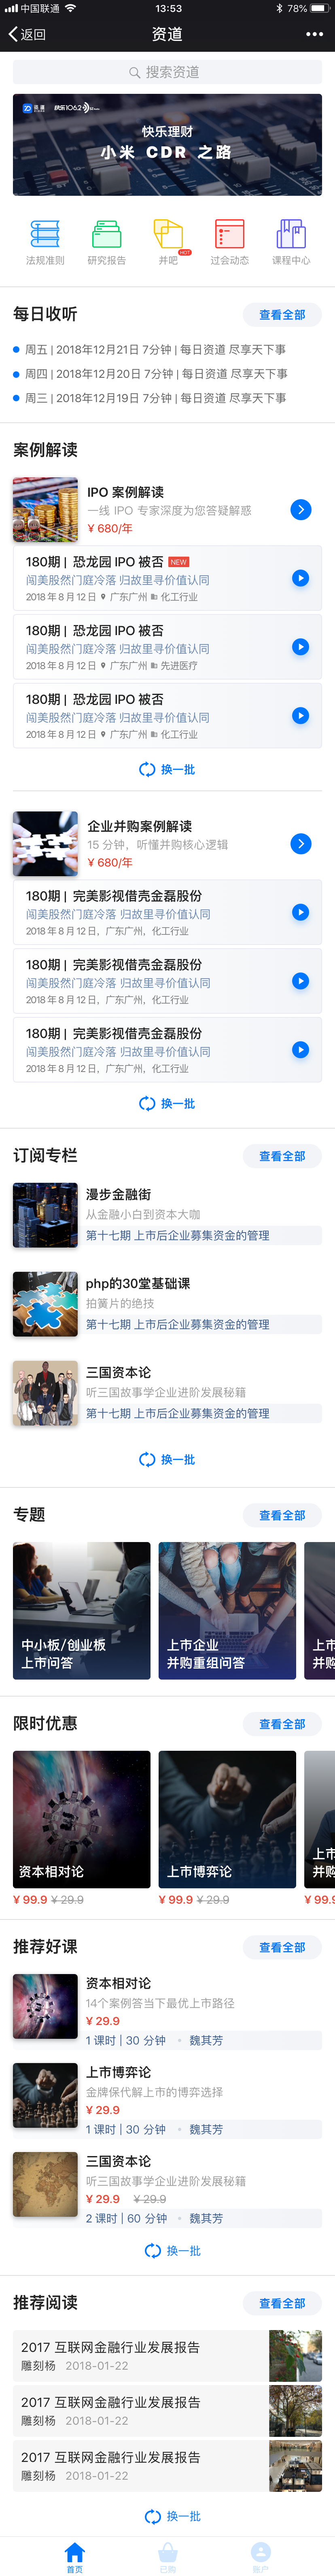 中国联通 13:53 78%
返回 资道
搜索资道
资道 快乐106.2
快乐理财
小米 CDR 之路
法规准则 研究报告 并吧 HOT 过会动态 课程中心
每日收听 查看全部
周五 | 2018年12月21日 7分钟 | 每日资道 尽享天下事
周四 | 2018年12月20日 7分钟 | 每日资道 尽享天下事
周三 | 2018年12月19日 7分钟 | 每日资道 尽享天下事
案例解读
IPO 案例解读
一线 IPO 专家深度为您答疑解惑
¥ 680/年
180期 | 恐龙园 IPO 被否 NEW
闯美股然门庭冷落 归故里寻价值认同
2018 年 8 月 12 日 广东广州 化工行业
180期 | 恐龙园 IPO 被否
闯美股然门庭冷落 归故里寻价值认同
2018 年 8 月 12 日 广东广州 先进医疗
180期 | 恐龙园 IPO 被否
闯美股然门庭冷落 归故里寻价值认同
2018 年 8 月 12 日 广东广州 化工行业
换一批
企业并购案例解读
15 分钟，听懂并购核心逻辑
¥ 680/年
180期 | 完美影视借壳金磊股份
闯美股然门庭冷落 归故里寻价值认同
2018 年 8 月 12 日，广东广州，化工行业
180期 | 完美影视借壳金磊股份
闯美股然门庭冷落 归故里寻价值认同
2018 年 8 月 12 日，广东广州，化工行业
180期 | 完美影视借壳金磊股份
闯美股然门庭冷落 归故里寻价值认同
2018 年 8 月 12 日，广东广州，化工行业
换一批
订阅专栏 查看全部
漫步金融街
从金融小白到资本大咖
第十七期 上市后企业募集资金的管理
php的30堂基础课
拍簧片的绝技
第十七期 上市后企业募集资金的管理
三国资本论
听三国故事学企业进阶发展秘籍
第十七期 上市后企业募集资金的管理
换一批
专题 查看全部
中小板/创业板
上市问答
上市企业
并购重组问答
上市
并购
限时优惠 查看全部
资本相对论
上市博弈论
上市
并购
¥ 99.9 ¥ 29.9
¥ 99.9 ¥ 29.9
¥ 99.9
推荐好课 查看全部
资本相对论
14个案例答当下最优上市路径
¥ 29.9
1 课时 | 30 分钟 • 魏其芳
上市博弈论
金牌保代解上市的博弈选择
¥ 29.9
1 课时 | 30 分钟 • 魏其芳
三国资本论
听三国故事学企业进阶发展秘籍
¥ 29.9 ¥ 29.9
2 课时 | 60 分钟 • 魏其芳
换一批
推荐阅读 查看全部
2017 互联网金融行业发展报告
雕刻杨 2018-01-22
2017 互联网金融行业发展报告
雕刻杨 2018-01-22
2017 互联网金融行业发展报告
雕刻杨 2018-01-22
换一批
首页 已购 账户